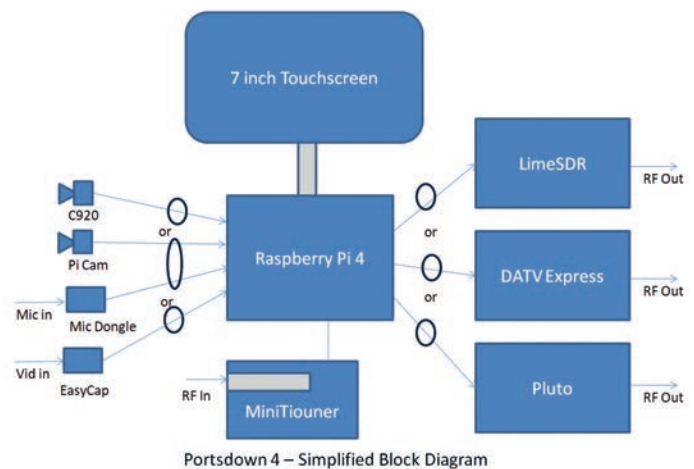 7 inch Touchscreen
LimeSDR
RF Out
C920
or
or
Pi Cam
Raspberry Pi 4
DATV Express
or
or
RF Out
Mic in
Mic Dongle
Vid in
EasyCap
RF In
MiniTiouner
Pluto
RF Out
Portsdown 4 – Simplified Block Diagram